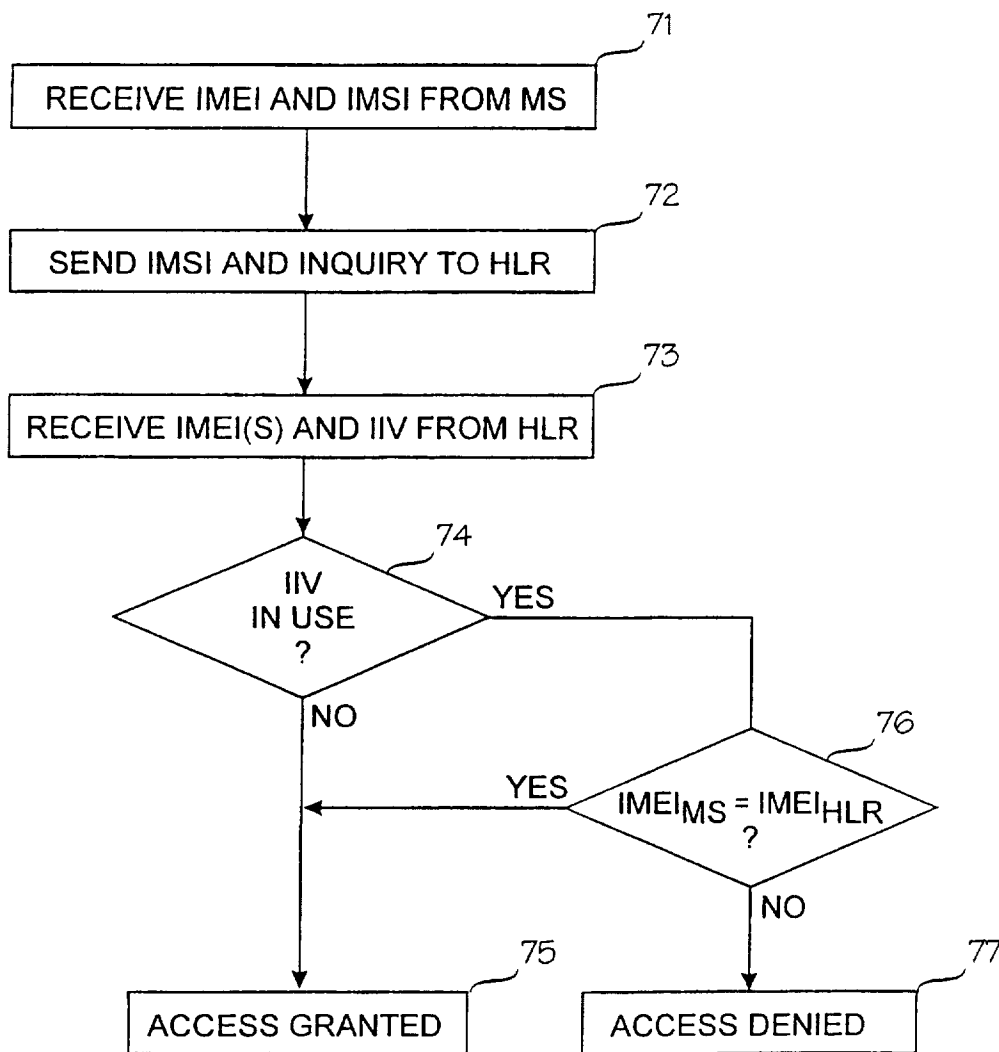 71
RECEIVE IMEI AND IMSI FROM MS
72
SEND IMSI AND INQUIRY TO HLR
73
RECEIVE IMEI(S) AND IIV FROM HLR
74
IIV
IN USE
?
YES
NO
76
YES
IMEIMS = IMEIHLR
?
NO
75
77
ACCESS GRANTED
ACCESS DENIED